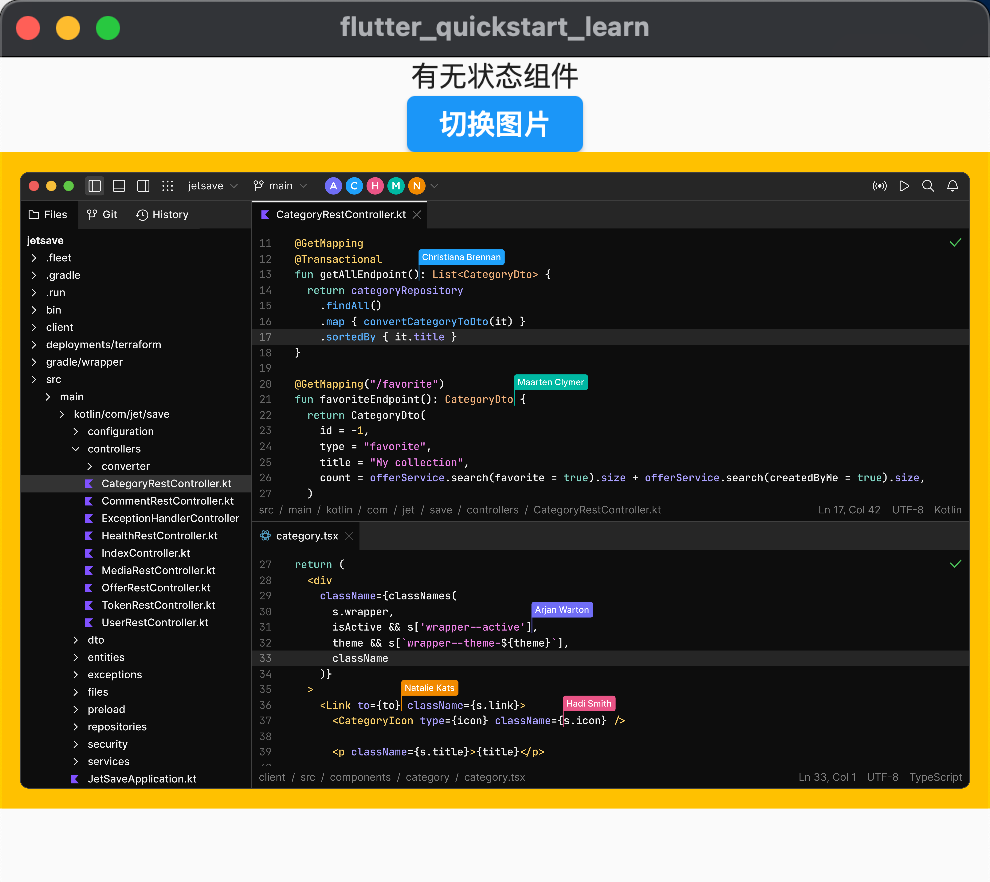 flutter_quickstart_learn
有无状态组件
切换图片
jetsave main A C H M N
Files Git History
jetsave
.fleet
.gradle
.run
bin
client
deployments/terraform
gradle/wrapper
src
main
kotlin/com/jet/save
configuration
controllers
converter
CategoryRestController.kt
CommentRestController.kt
ExceptionHandlerController
HealthRestController.kt
IndexController.kt
MediaRestController.kt
OfferRestController.kt
TokenRestController.kt
UserRestController.kt
dto
entities
exceptions
files
preload
repositories
security
services
JetSaveApplication.kt
CategoryRestController.kt
11 @GetMapping
12 @Transactional
Christiana Brennan
13 fun getAllEndpoint(): List<CategoryDto> {
14 return categoryRepository
15 .findAll()
16 .map { convertCategoryToDto(it) }
17 .sortedBy { it.title }
18 }
19
20 @GetMapping("/favorite")
Maarten Clymer
21 fun favoriteEndpoint(): CategoryDto {
22 return CategoryDto(
23 id = -1,
24 type = "favorite",
25 title = "My collection",
26 count = offerService.search(favorite = true).size + offerService.search(createdByMe = true).size,
27 )
src / main / kotlin / com / jet / save / controllers / CategoryRestController.kt Ln 17, Col 42 UTF-8 Kotlin
category.tsx
27 return (
28 <div
29 className={classNames(
30 s.wrapper,
Arjan Warton
31 isActive && s['wrapper--active'],
32 theme && s[`wrapper--theme-${theme}`],
33 className
34 )}
35 >
Natalie Kats
36 <Link to={to} className={s.link}>
Hadi Smith
37 <CategoryIcon type={icon} className={s.icon} />
38
39 <p className={s.title}>{title}</p>
client / src / components / category / category.tsx Ln 33, Col 1 UTF-8 TypeScript